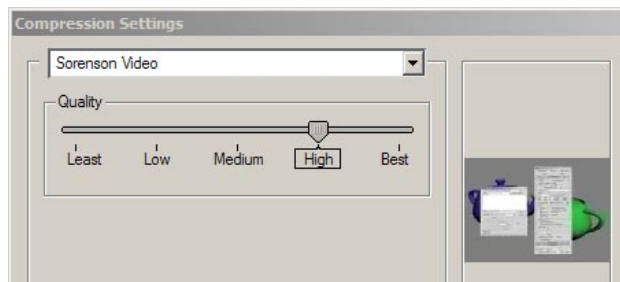 Compression Settings
Sorenson Video
Quality
Least Low Medium High Best